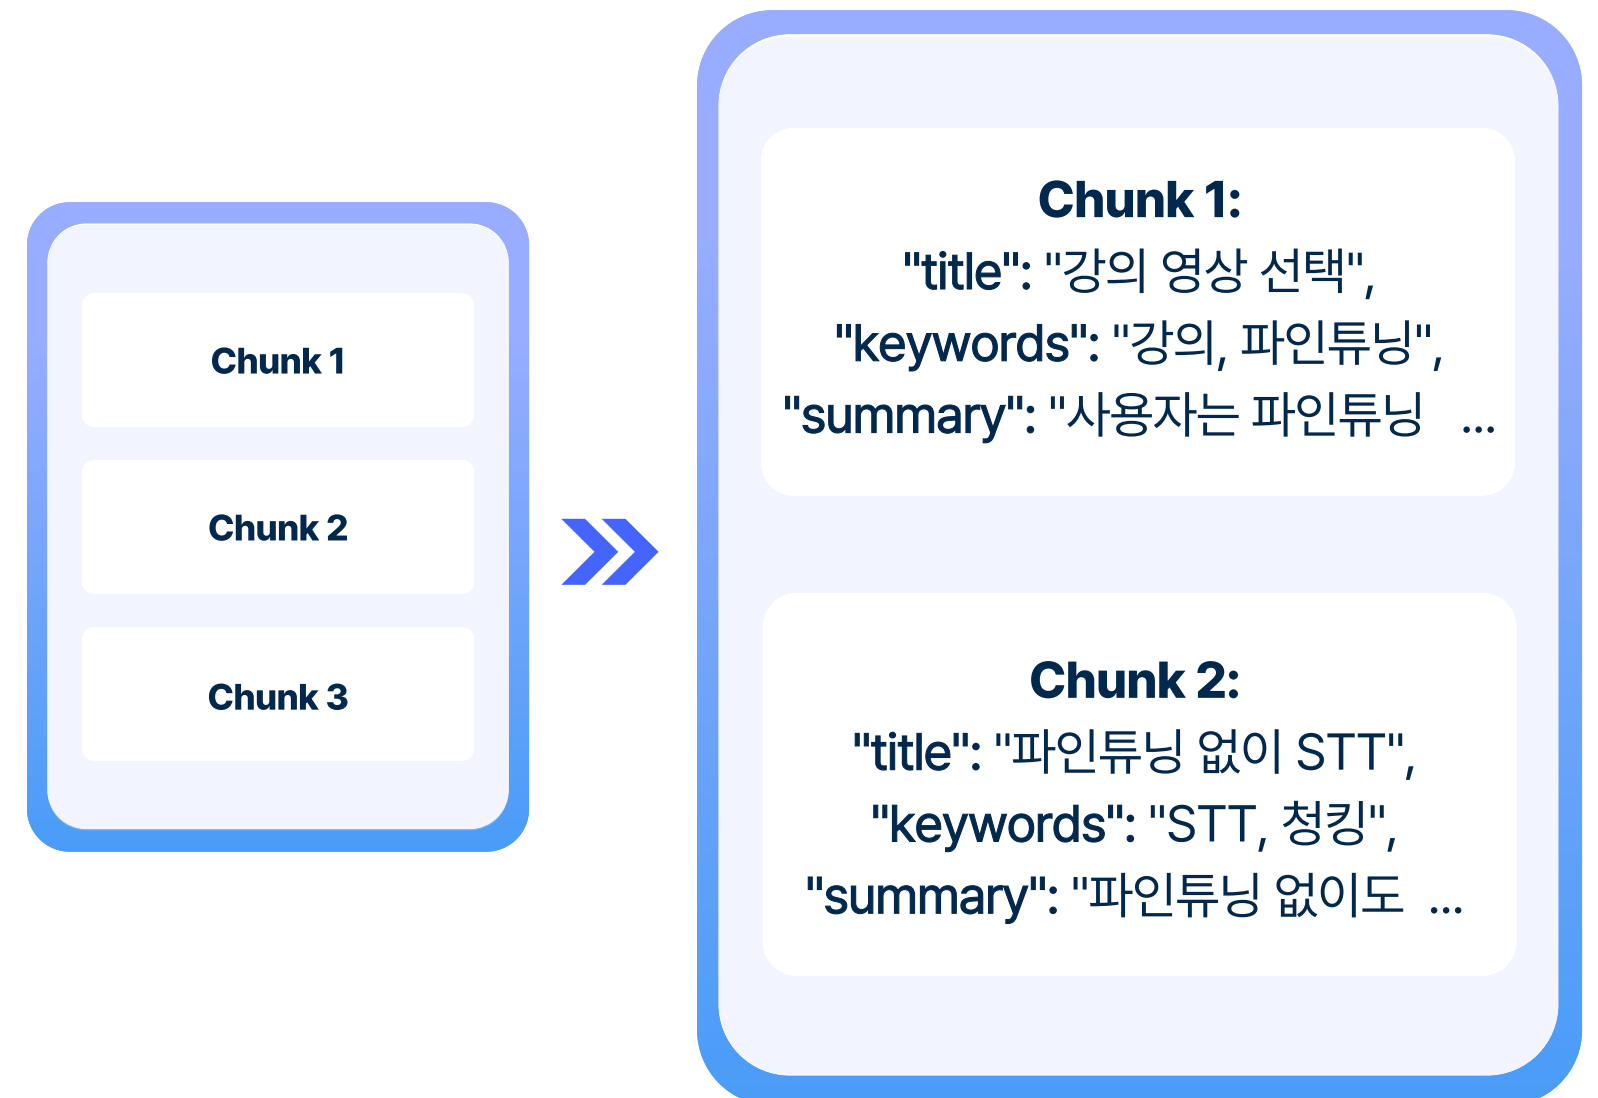 Chunk 1
Chunk 2
Chunk 3
Chunk 1:
"title": "강의 영상 선택",
"keywords": "강의, 파인튜닝",
"summary": "사용자는 파인튜닝 ...
Chunk 2:
"title": "파인튜닝 없이 STT",
"keywords": "STT, 청킹",
"summary": "파인튜닝 없이도 ...